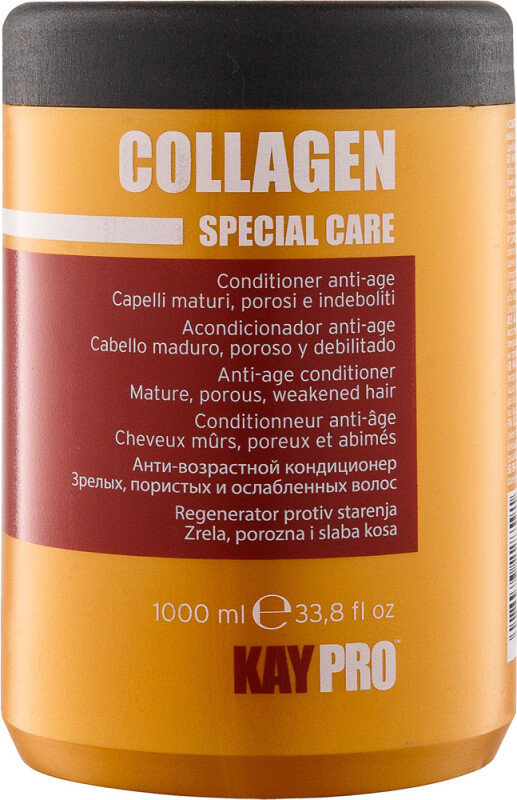 COLLAGEN
SPECIAL CARE
Conditioner anti-age
Capelli maturi, porosi e indeboliti
Acondicionador anti-age
Cabello maduro, poroso y debilitado
Anti-age conditioner
Mature, porous, weakened hair
Conditionneur anti-âge
Cheveux mûrs, poreux et abimés
Анти-возрастной кондиционер
Зрелых, пористых и ослабленных волос
Regenerator protiv starenja
Zrela, porozna i slaba kosa
1000 ml ℮ 33,8 fl oz
KAYPRO™